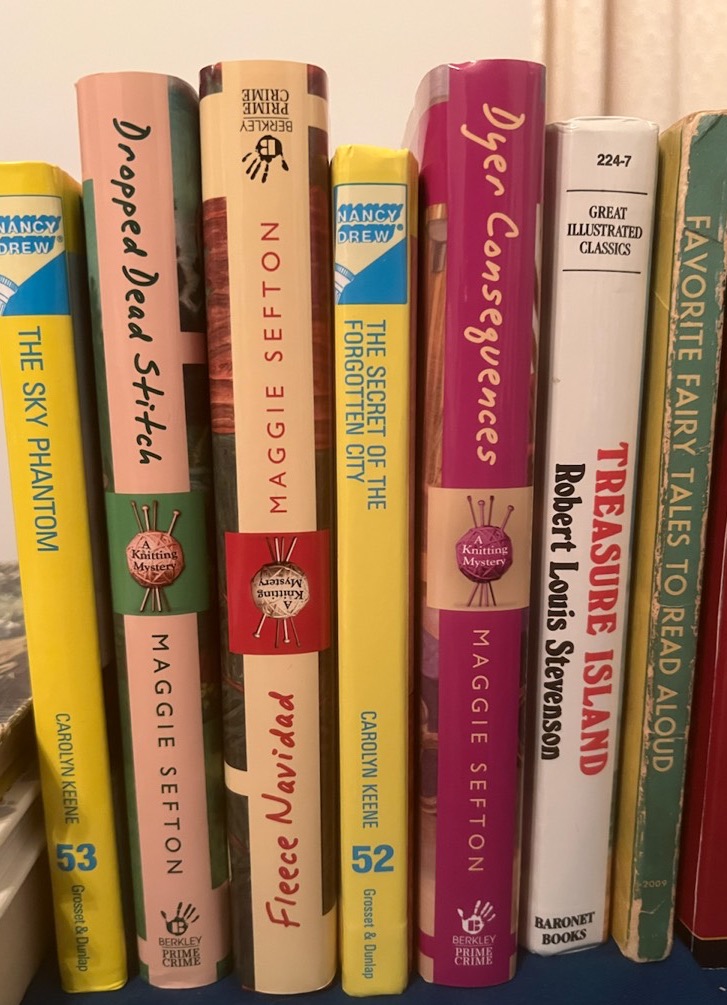 NANCY
DREW®
THE SKY PHANTOM
CAROLYN KEENE
53
Grosset & Dunlap
Dropped Dead Stitch
A
Knitting
Mystery
MAGGIE SEFTON
BERKLEY
PRIME
CRIME
Fleece Navidad
A
Knitting
Mystery
MAGGIE SEFTON
BERKLEY
PRIME
CRIME
NANCY
DREW®
THE SECRET OF THE
FORGOTTEN CITY
CAROLYN KEENE
52
Grosset & Dunlap
Dyer Consequences
A
Knitting
Mystery
MAGGIE SEFTON
BERKLEY
PRIME
CRIME
224-7
GREAT
ILLUSTRATED
CLASSICS
TREASURE ISLAND
Robert Louis Stevenson
BARONET
BOOKS
FAVORITE FAIRY TALES TO READ ALOUD
2009